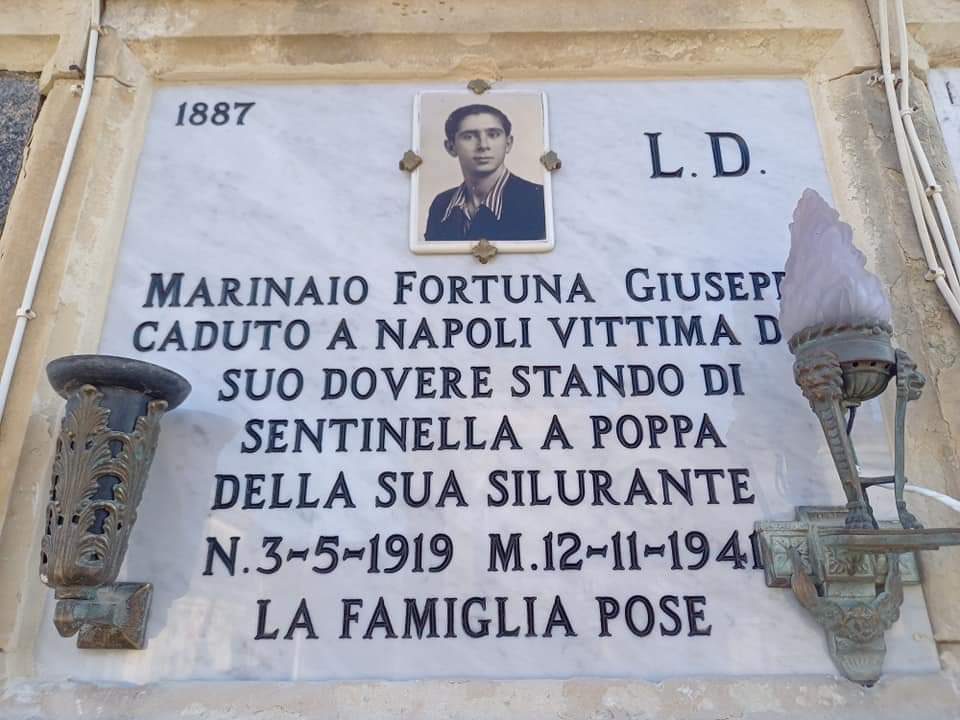 1887
L. D.
MARINAIO FORTUNA GIUSEPP
CADUTO A NAPOLI VITTIMA D
SUO DOVERE STANDO DI
SENTINELLA A POPPA
DELLA SUA SILURANTE
N. 3-5-1919 M. 12-11-1941
LA FAMIGLIA POSE